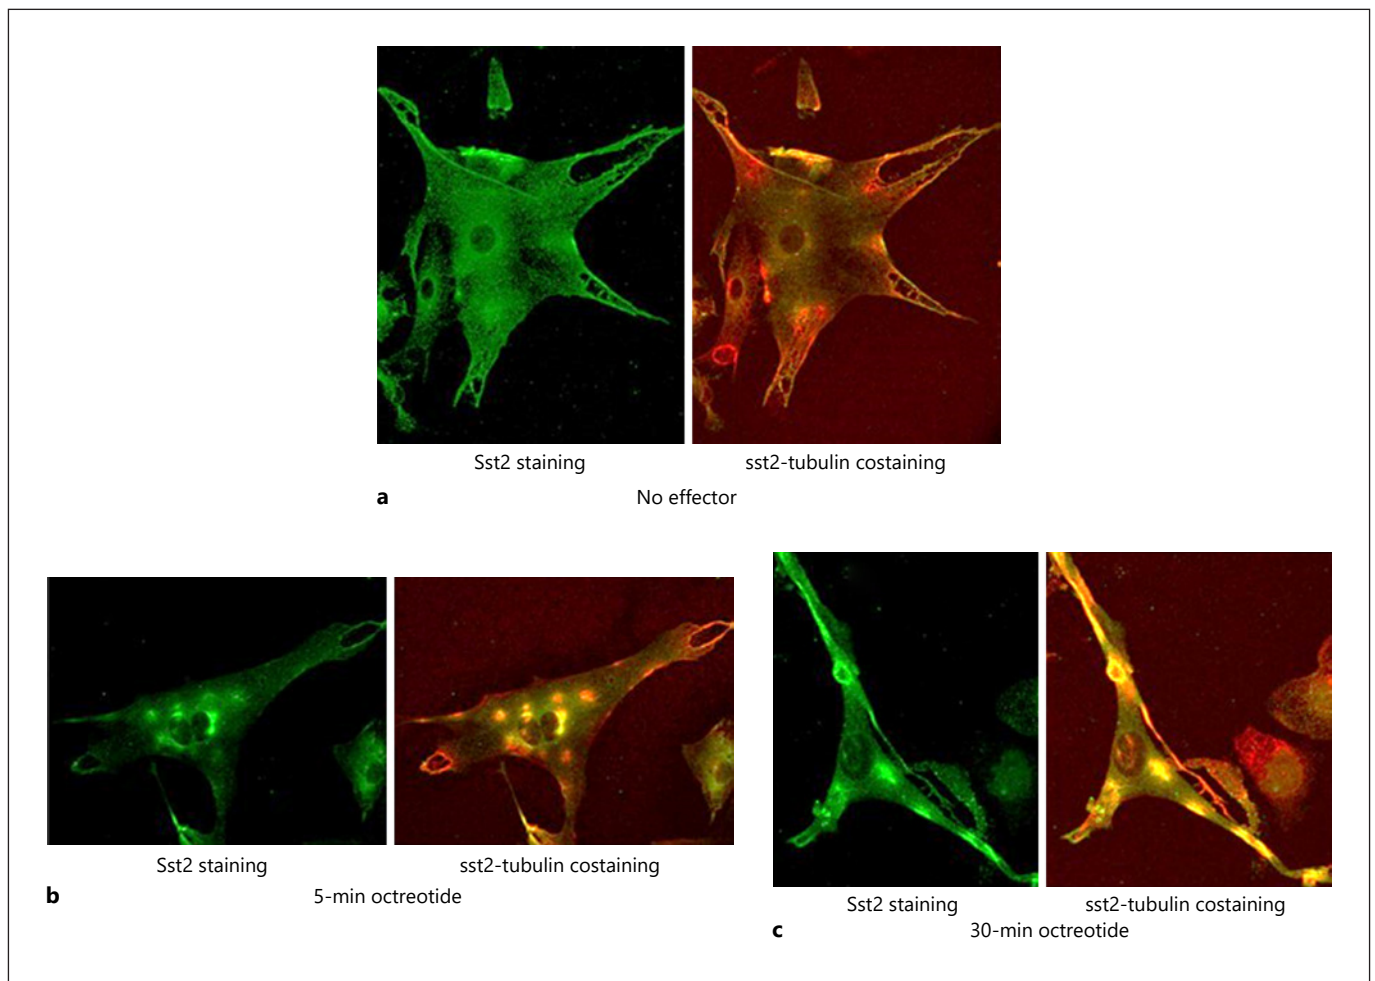 Sst2 staining
sst2-tubulin costaining
a
No effector
Sst2 staining
sst2-tubulin costaining
b
5-min octreotide
Sst2 staining
sst2-tubulin costaining
c
30-min octreotide